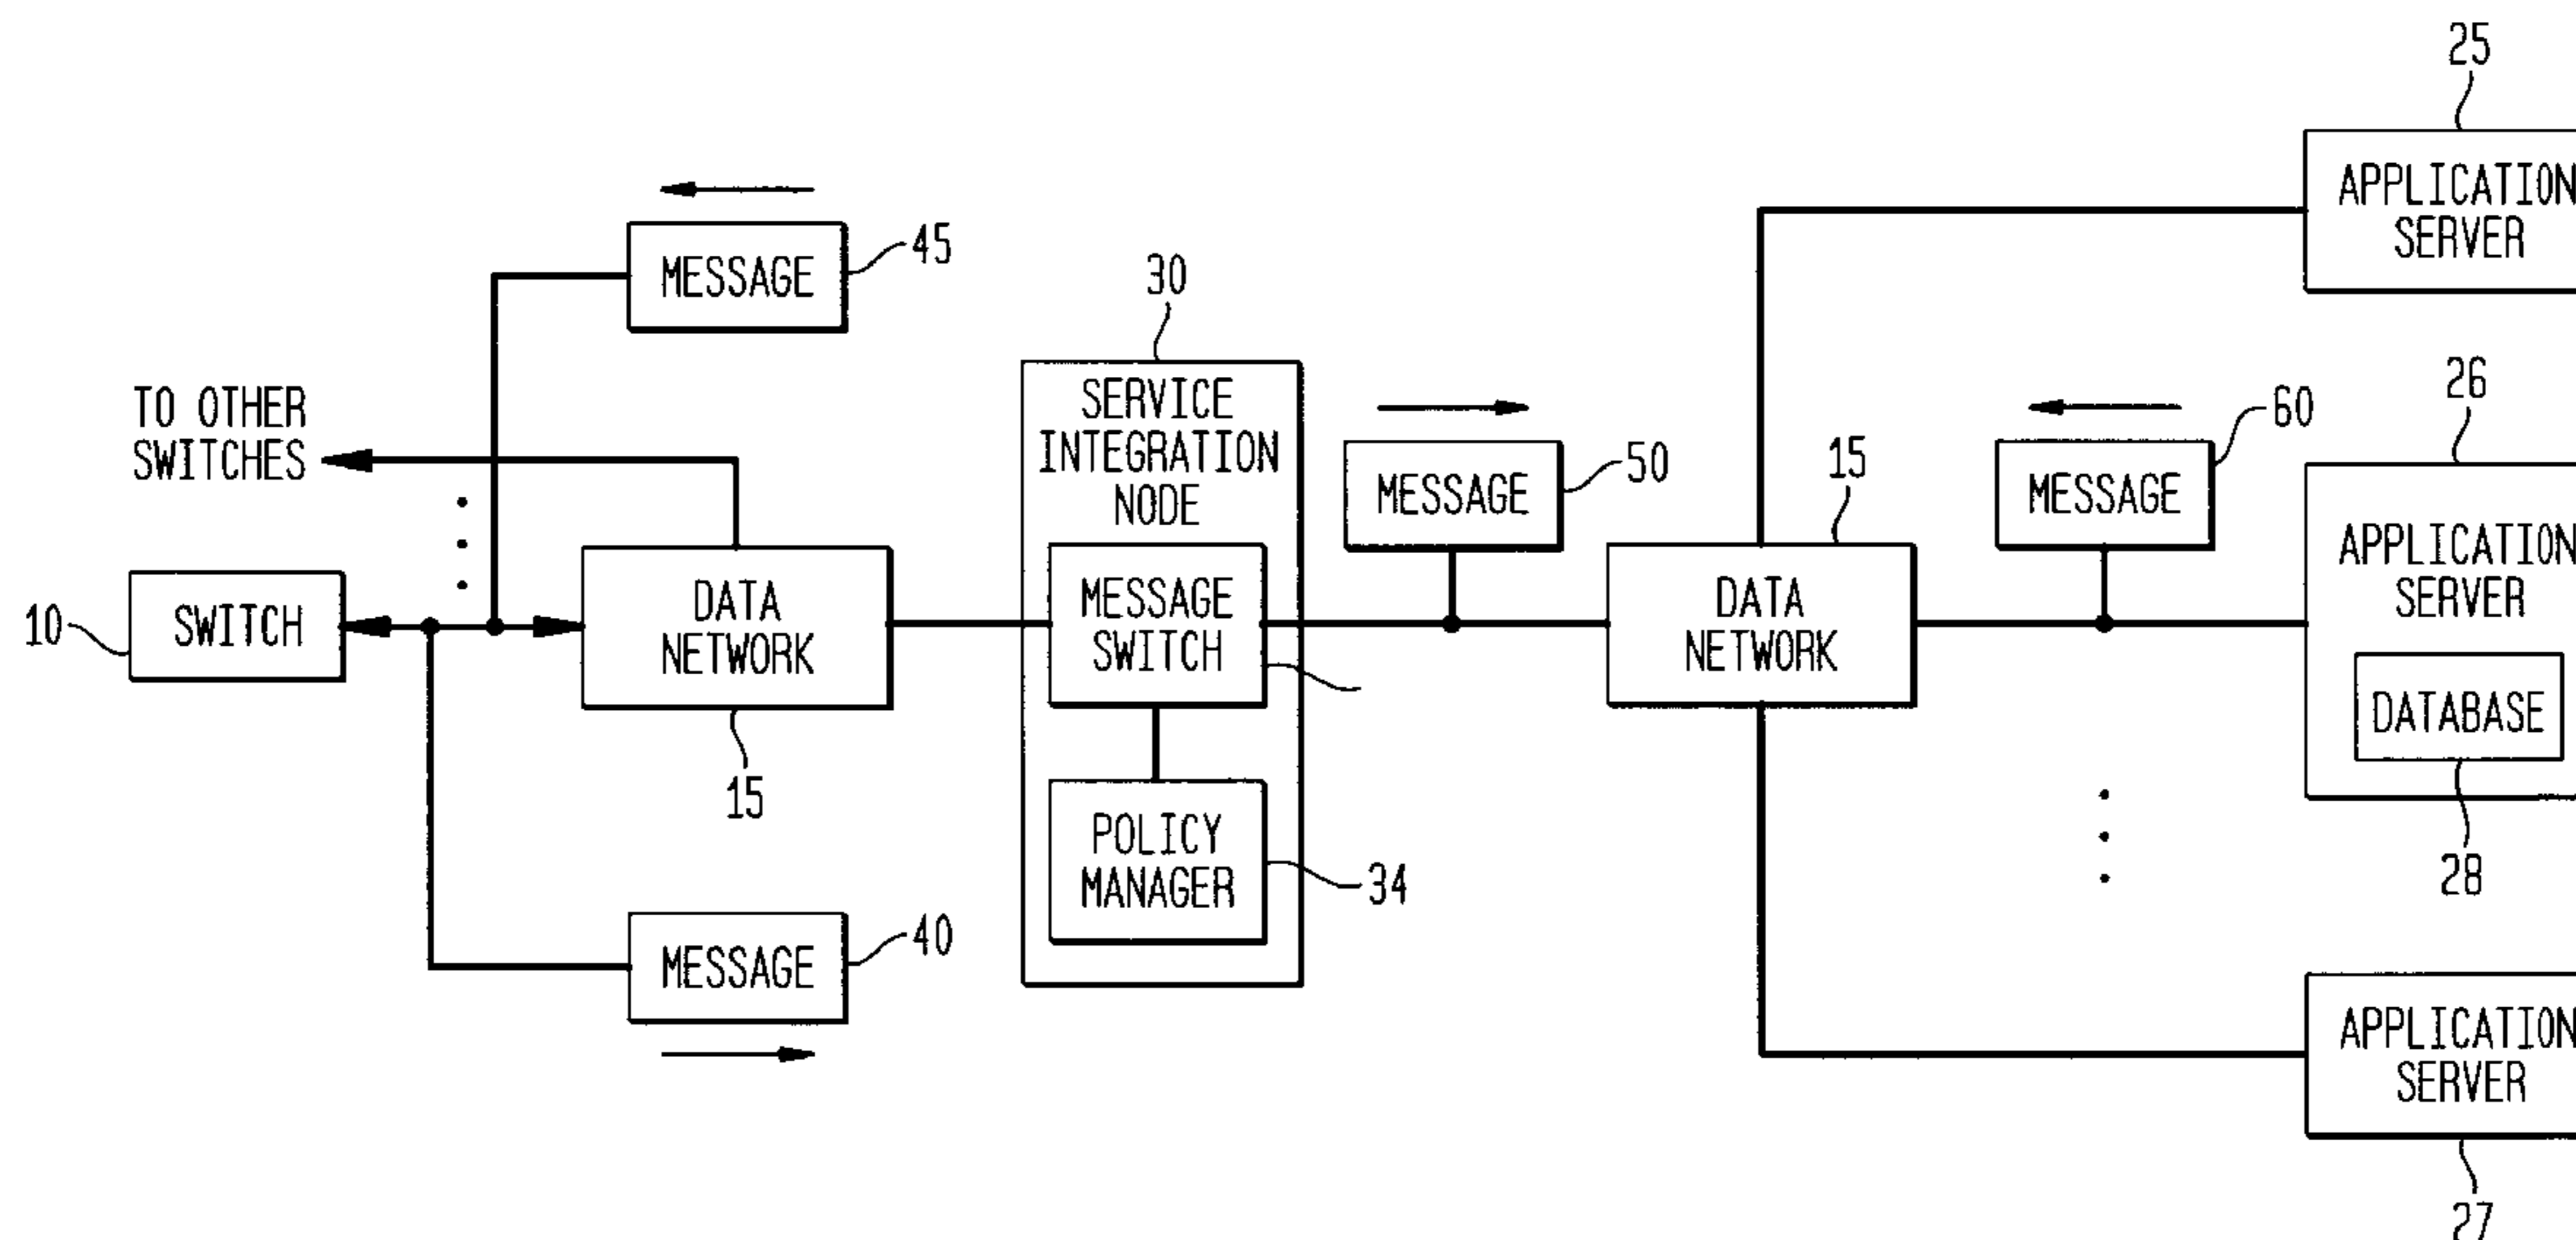 25
APPLICATION
SERVER
MESSAGE
45
30
TO OTHER
SWITCHES
SERVICE
INTEGRATION
NODE
MESSAGE
50
15
MESSAGE
60
26
APPLICATION
SERVER
DATABASE
28
10
SWITCH
DATA
NETWORK
15
MESSAGE
SWITCH
DATA
NETWORK
POLICY
MANAGER
34
MESSAGE
40
APPLICATION
SERVER
27